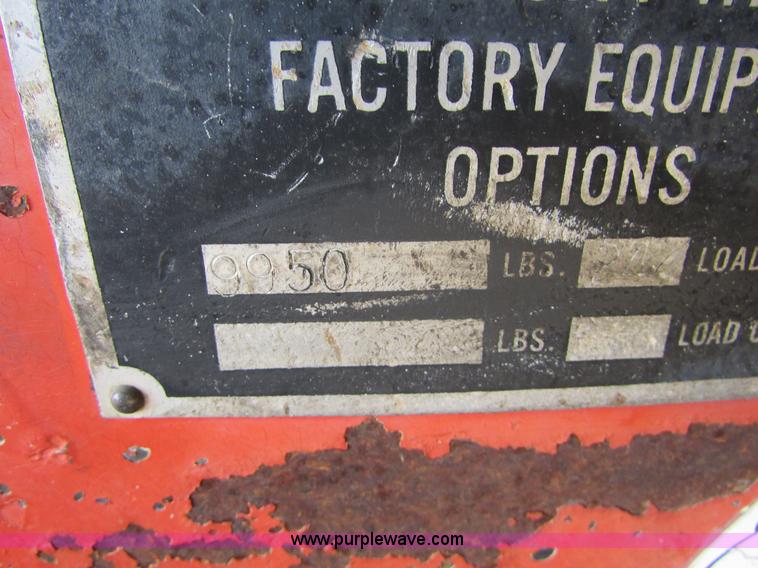 FACTORY EQUIP
OPTIONS
9950 LBS. LOAD
LBS. LOAD
www.purplewave.com